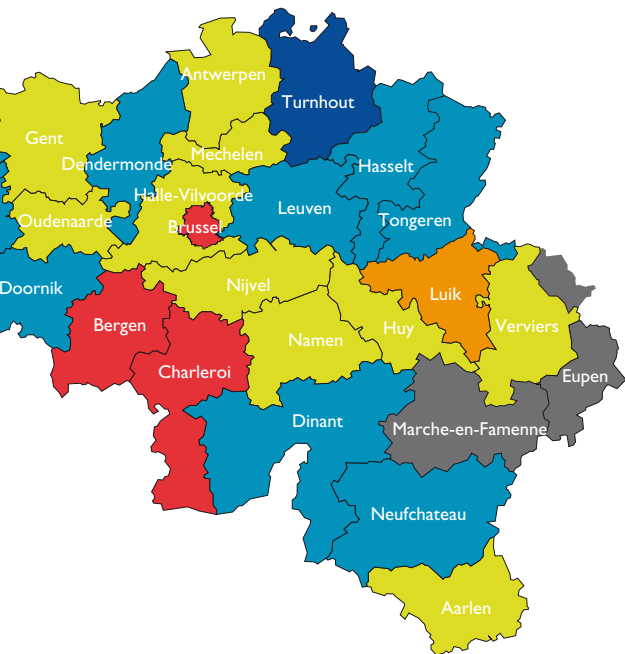 Antwerpen
Turnhout
Gent
Mechelen
Dendermonde
Hasselt
Halle-Vilvoorde
Leuven
Oudenaarde
Brussel
Tongeren
Doornik
Nijvel
Luik
Bergen
Huy
Verviers
Namen
Charleroi
Eupen
Dinant
Marche-en-Famenne
Neufchateau
Aarlen